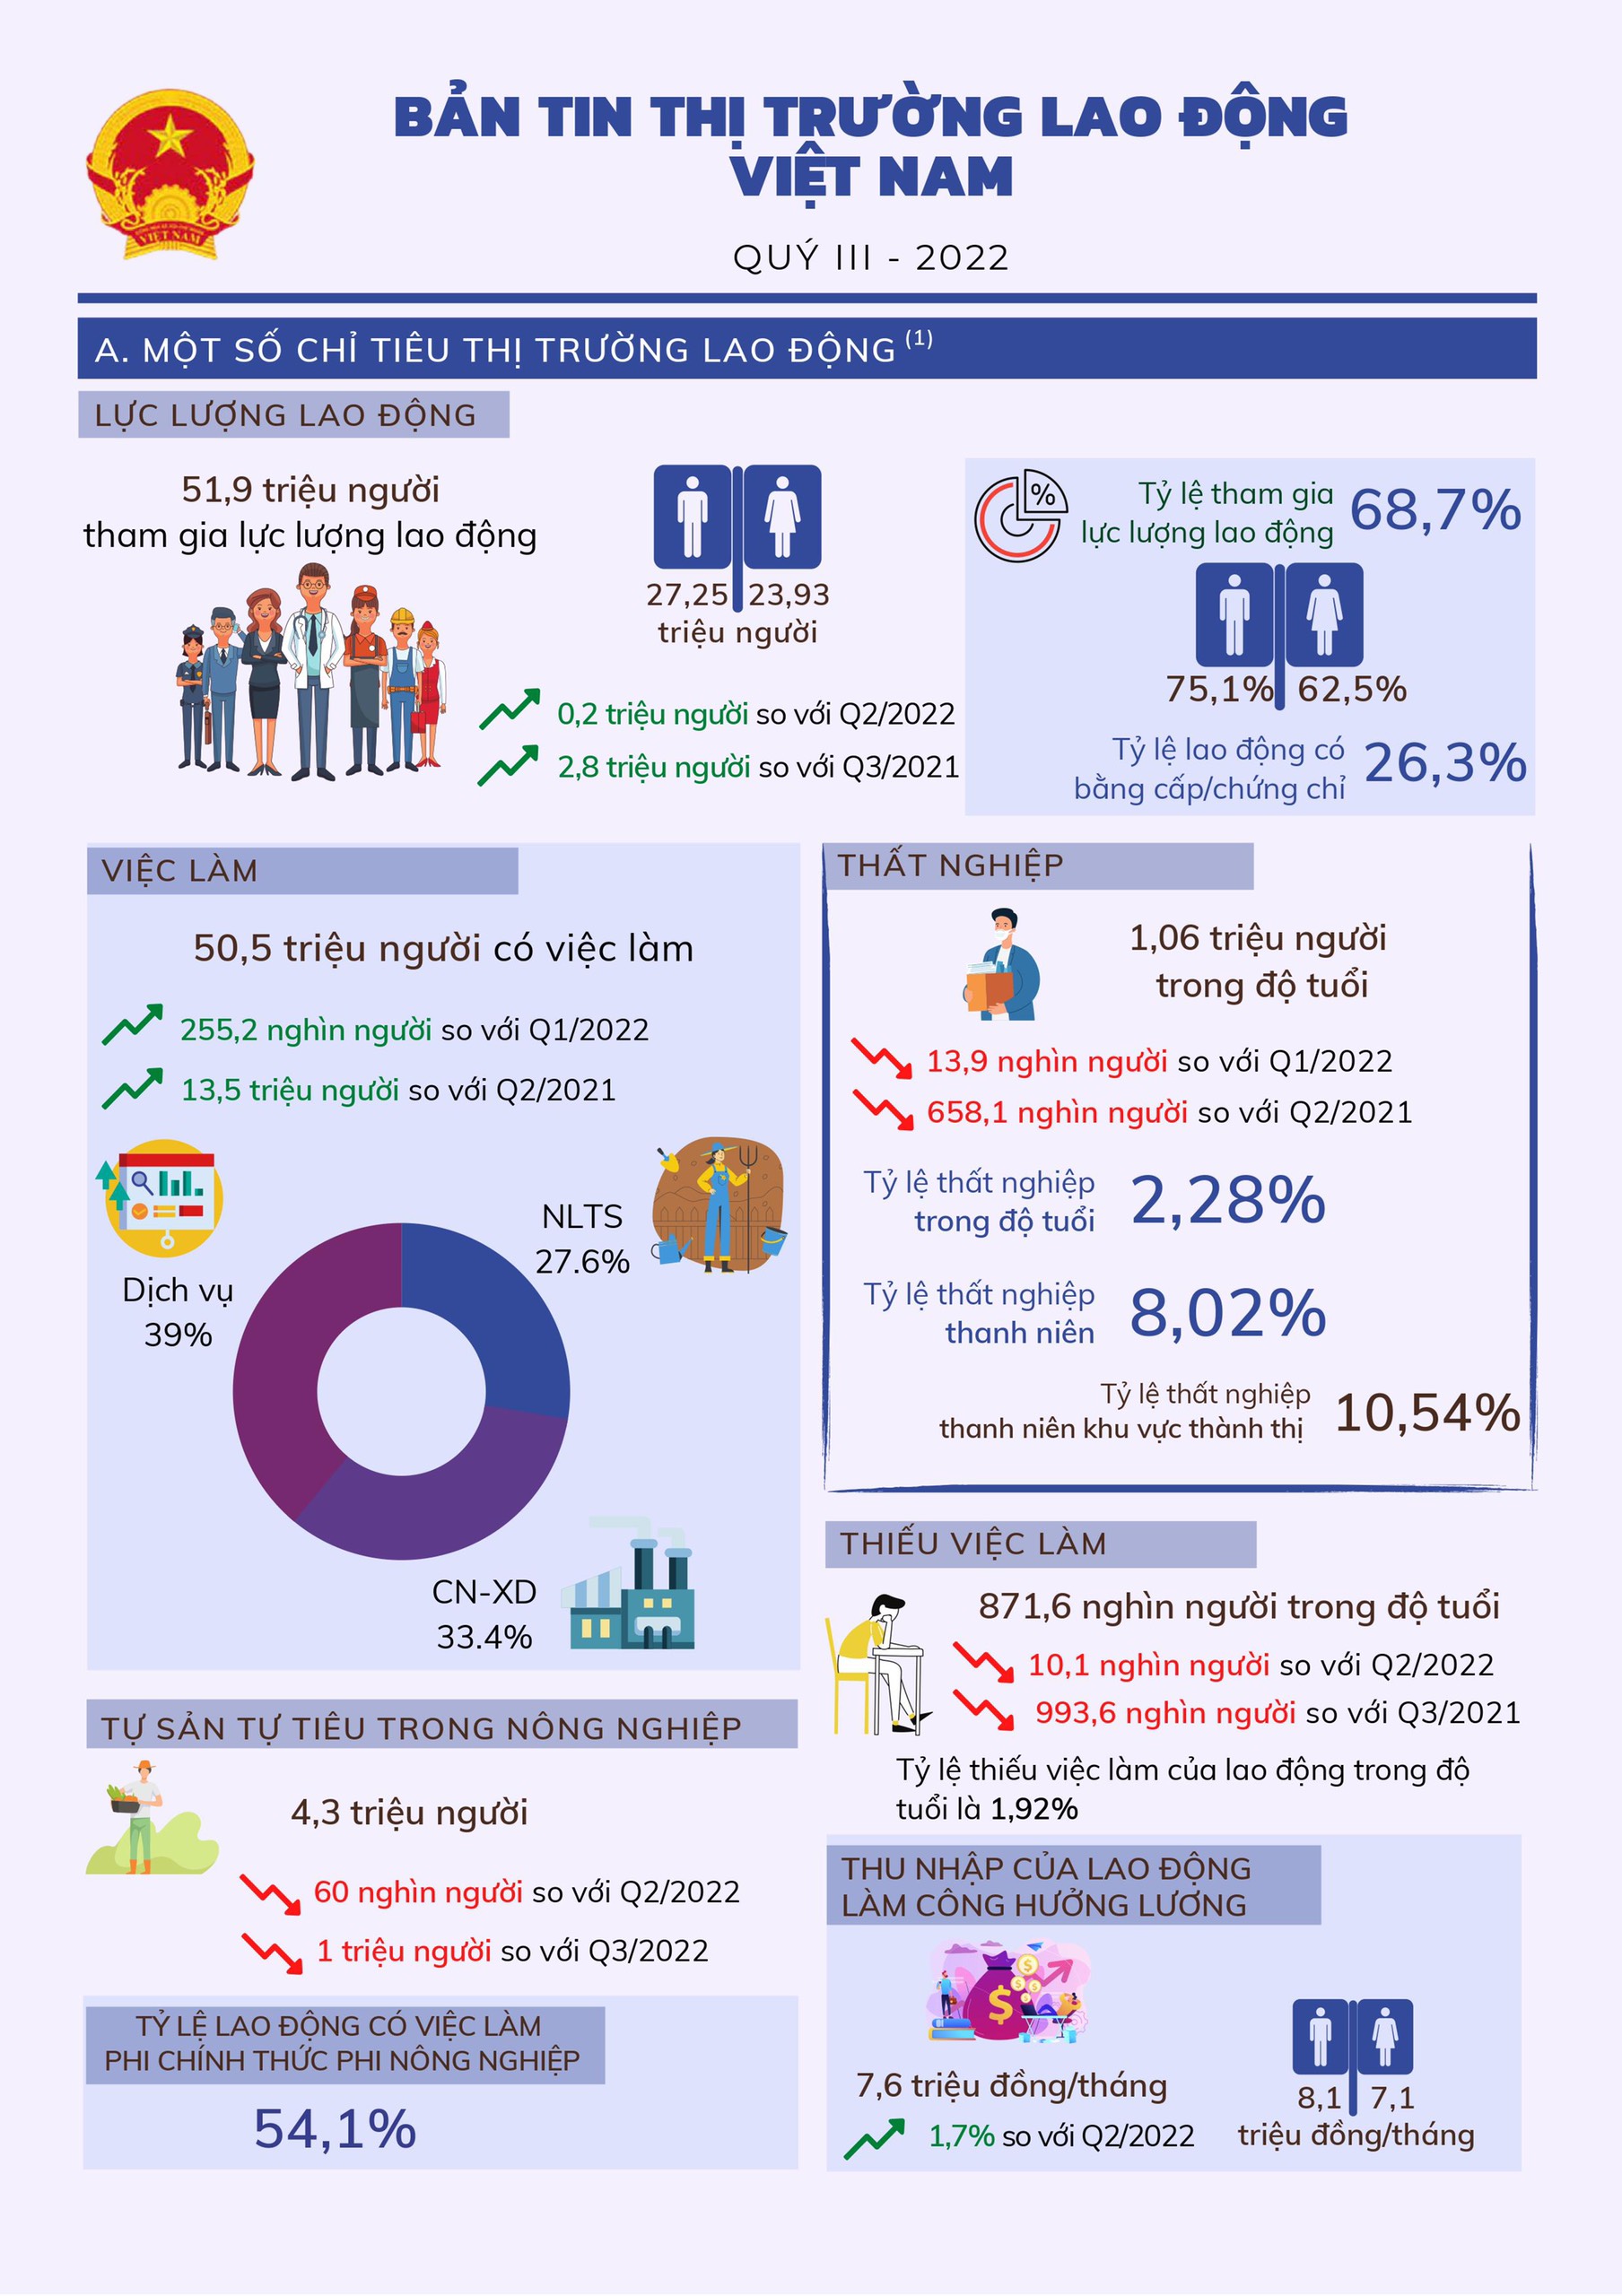 BẢN TIN THỊ TRƯỜNG LAO ĐỘNG
VIỆT NAM
QUÝ III - 2022
VIỆT NAM
A. MỘT SỐ CHỈ TIÊU THỊ TRƯỜNG LAO ĐỘNG (1)
LỰC LƯỢNG LAO ĐỘNG
51,9 triệu người
tham gia lực lượng lao động
27,25 23,93
triệu người
0,2 triệu người so với Q2/2022
2,8 triệu người so với Q3/2021
%
Tỷ lệ tham gia
lực lượng lao động
68,7%
75,1% 62,5%
Tỷ lệ lao động có
bằng cấp/chứng chỉ
26,3%
VIỆC LÀM
50,5 triệu người có việc làm
255,2 nghìn người so với Q1/2022
13,5 triệu người so với Q2/2021
NLTS
27.6%
Dịch vụ
39%
CN-XD
33.4%
THẤT NGHIỆP
1,06 triệu người
trong độ tuổi
13,9 nghìn người so với Q1/2022
658,1 nghìn người so với Q2/2021
Tỷ lệ thất nghiệp
trong độ tuổi
2,28%
Tỷ lệ thất nghiệp
thanh niên
8,02%
Tỷ lệ thất nghiệp
thanh niên khu vực thành thị
10,54%
THIẾU VIỆC LÀM
871,6 nghìn người trong độ tuổi
10,1 nghìn người so với Q2/2022
993,6 nghìn người so với Q3/2021
Tỷ lệ thiếu việc làm của lao động trong độ
tuổi là 1,92%
TỰ SẢN TỰ TIÊU TRONG NÔNG NGHIỆP
4,3 triệu người
60 nghìn người so với Q2/2022
1 triệu người so với Q3/2022
TỶ LỆ LAO ĐỘNG CÓ VIỆC LÀM
PHI CHÍNH THỨC PHI NÔNG NGHIỆP
54,1%
THU NHẬP CỦA LAO ĐỘNG
LÀM CÔNG HƯỞNG LƯƠNG
$
7,6 triệu đồng/tháng
1,7% so với Q2/2022
8,1 7,1
triệu đồng/tháng